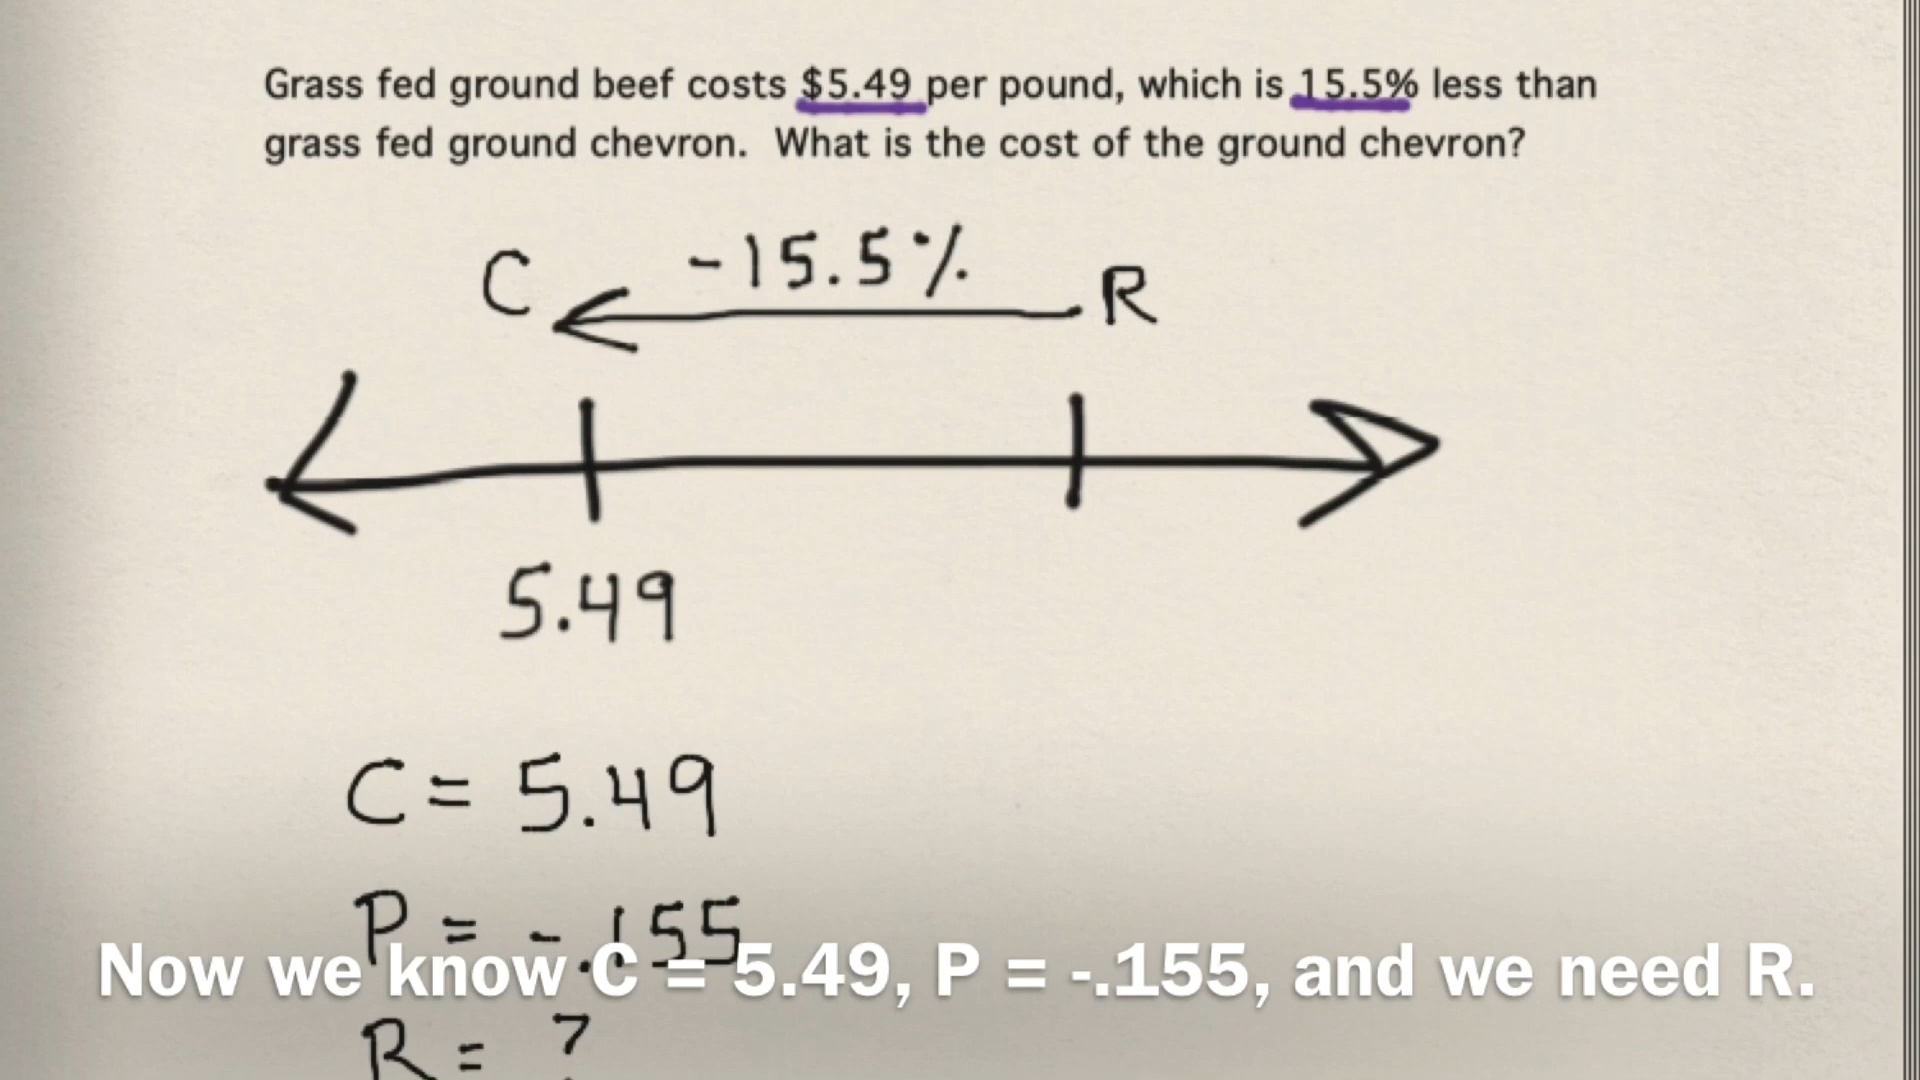 Grass fed ground beef costs $5.49 per pound, which is 15.5% less than
grass fed ground chevron. What is the cost of the ground chevron?
C -15.5% R
5.49
C = 5.49
P = -.155
Now we know C = 5.49, P = -.155, and we need R.
R = ?